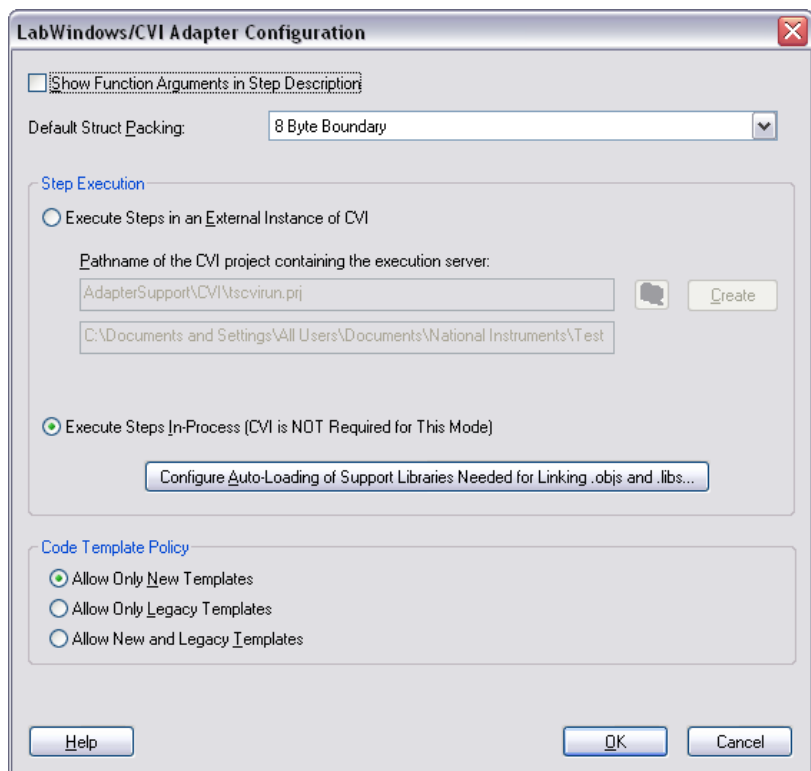 LabWindows/CVI Adapter Configuration
Show Function Arguments in Step Description
Default Struct Packing: 8 Byte Boundary
Step Execution
Execute Steps in an External Instance of CVI
Pathname of the CVI project containing the execution server:
AdapterSupport\CVI\tscvirun.prj
Create
C:\Documents and Settings\All Users\Documents\National Instruments\Test
Execute Steps In-Process (CVI is NOT Required for This Mode)
Configure Auto-Loading of Support Libraries Needed for Linking .objs and .libs...
Code Template Policy
Allow Only New Templates
Allow Only Legacy Templates
Allow New and Legacy Templates
Help OK Cancel